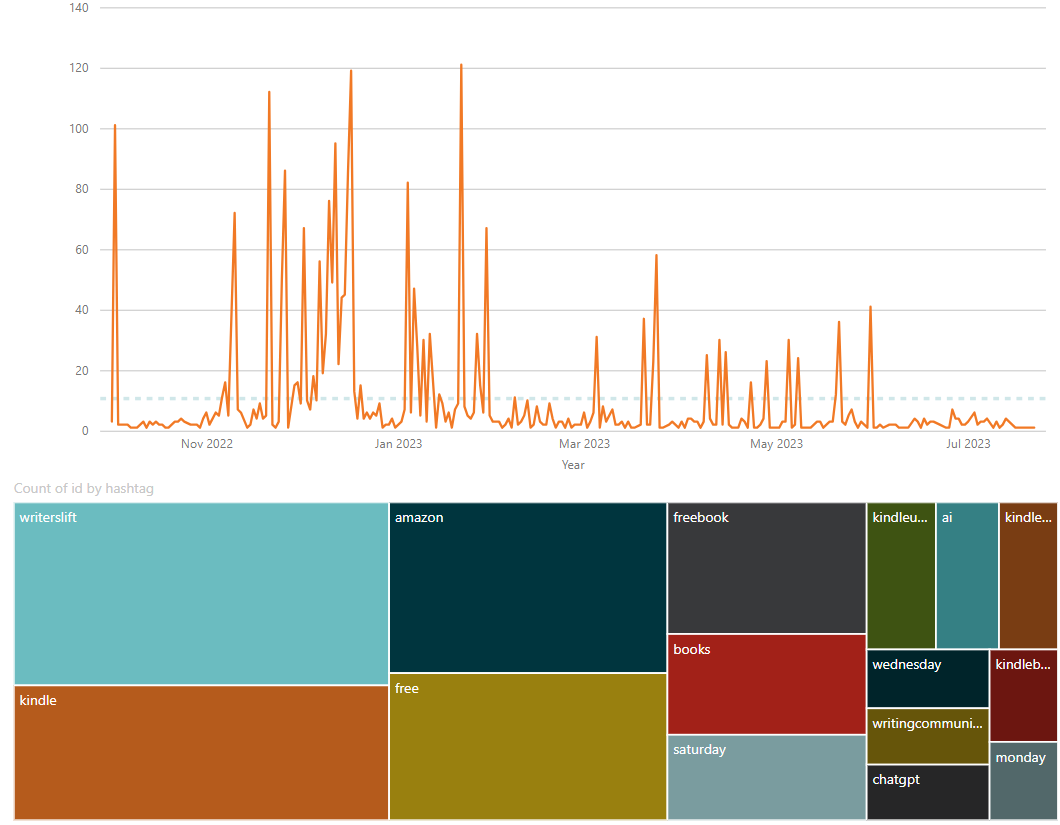 140
120
100
80
60
40
20
0
Nov 2022
Jan 2023
Mar 2023
May 2023
Jul 2023
Year
Count of id by hashtag
writerslift
amazon
freebook
kindleu...
ai
kindle...
books
wednesday
kindleb...
kindle
free
writingcommuni...
saturday
monday
chatgpt